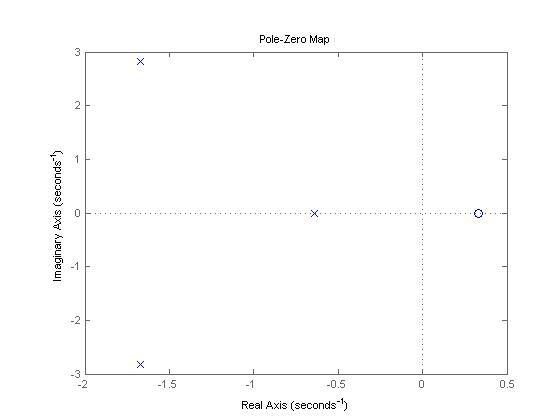 Pole-Zero Map
3
2
1
0
-1
-2
-3
Imaginary Axis (seconds⁻¹)
-2 -1.5 -1 -0.5 0 0.5
Real Axis (seconds⁻¹)